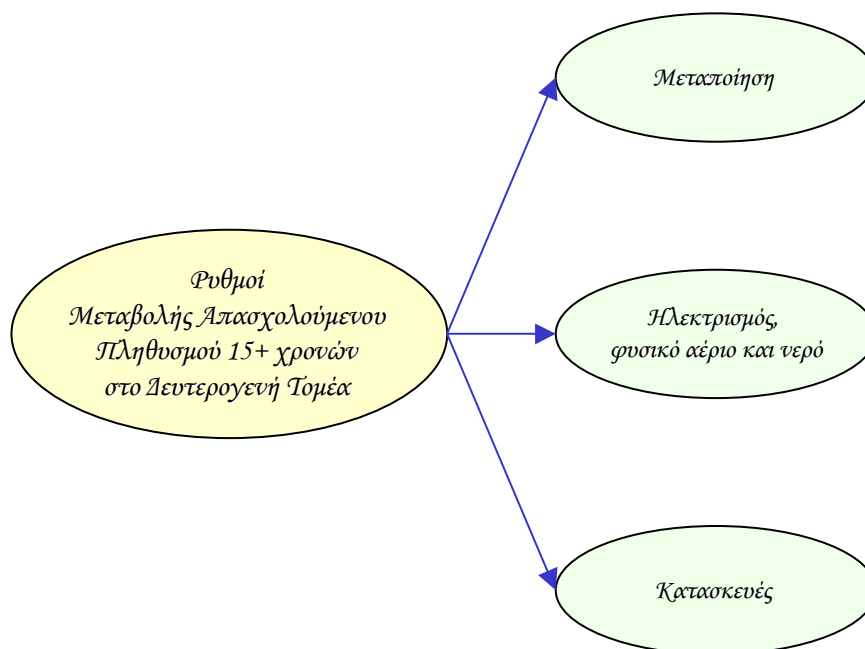 Μεταποίηση
Ρυθμοί
Μεταβολής Απασχολούμενου
Πληθυσμού 15+ χρονών
στο Δευτερογενή Τομέα
Ηλεκτρισμός,
φυσικό αέριο και νερό
Κατασκευές